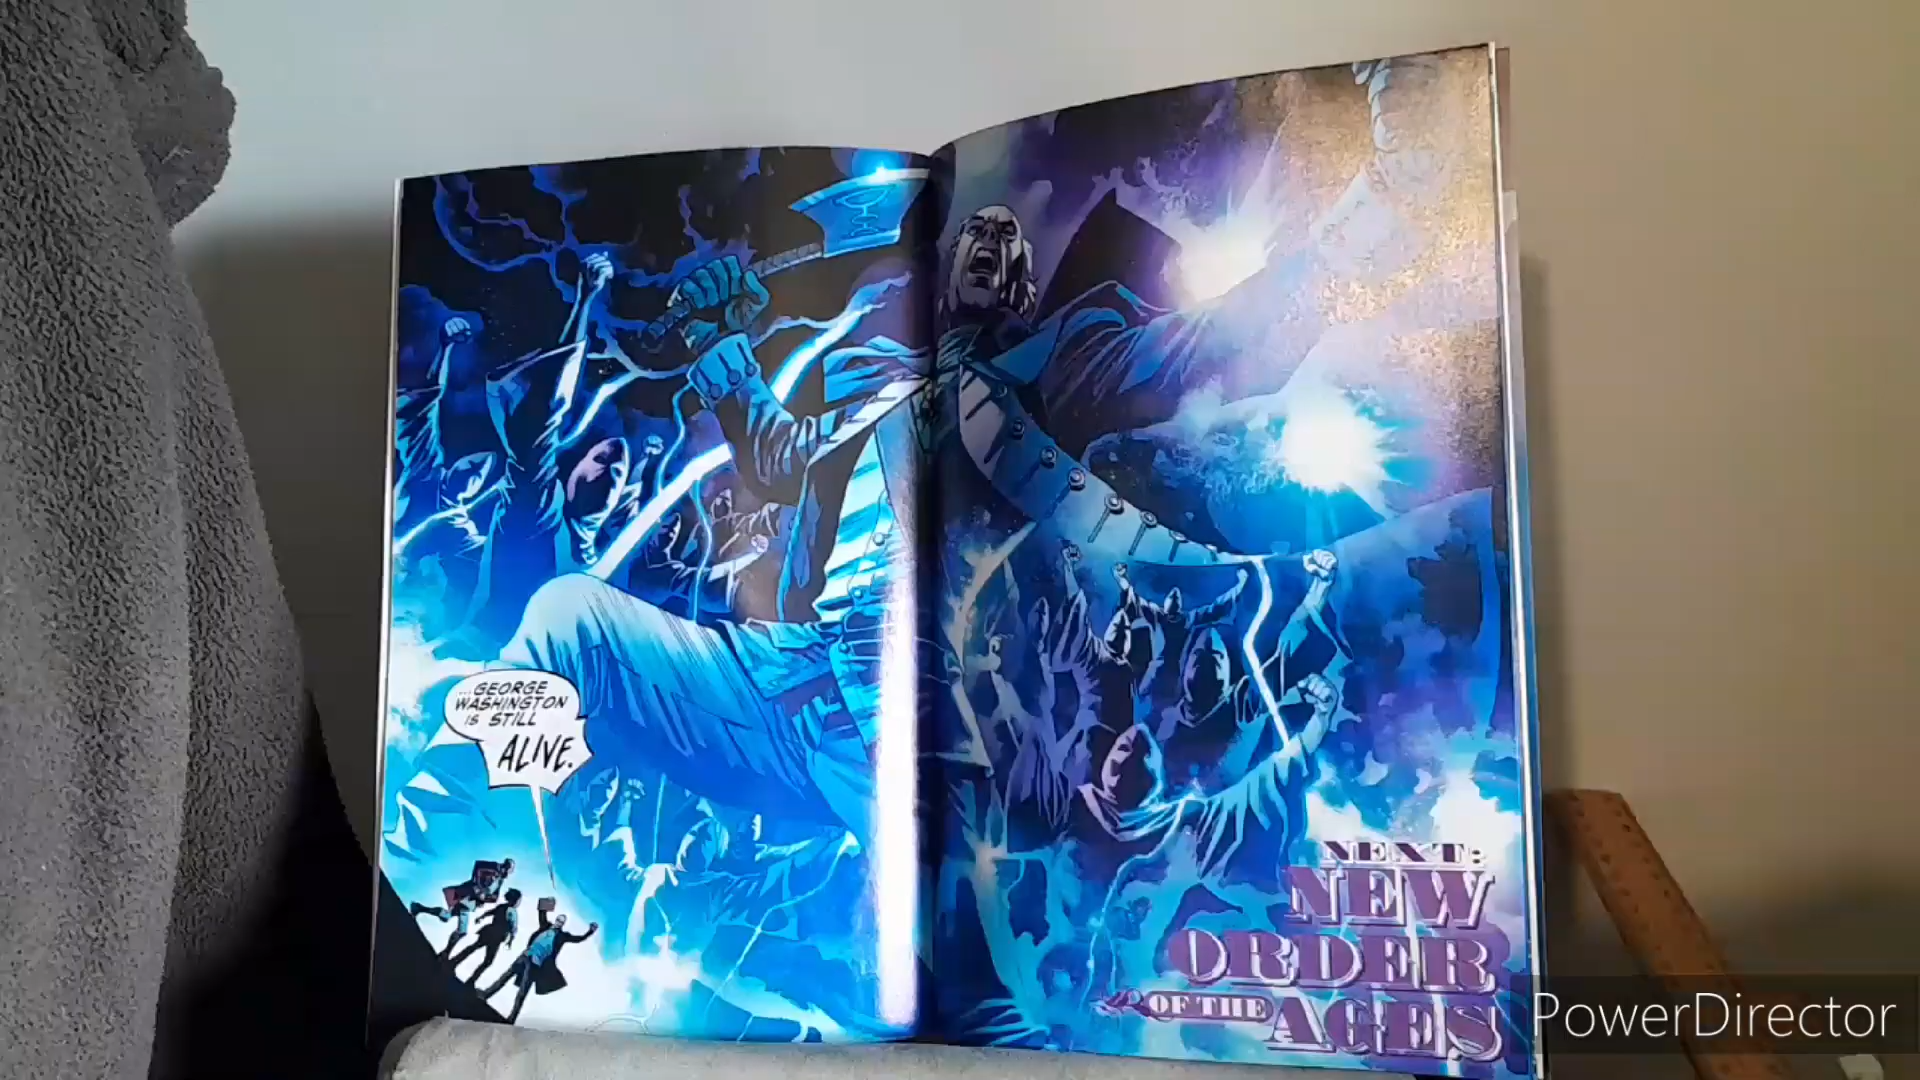 ...GEORGE
WASHINGTON
IS STILL
ALIVE.
NEXT:
NEW
ORDER
OF THE AGES
PowerDirector